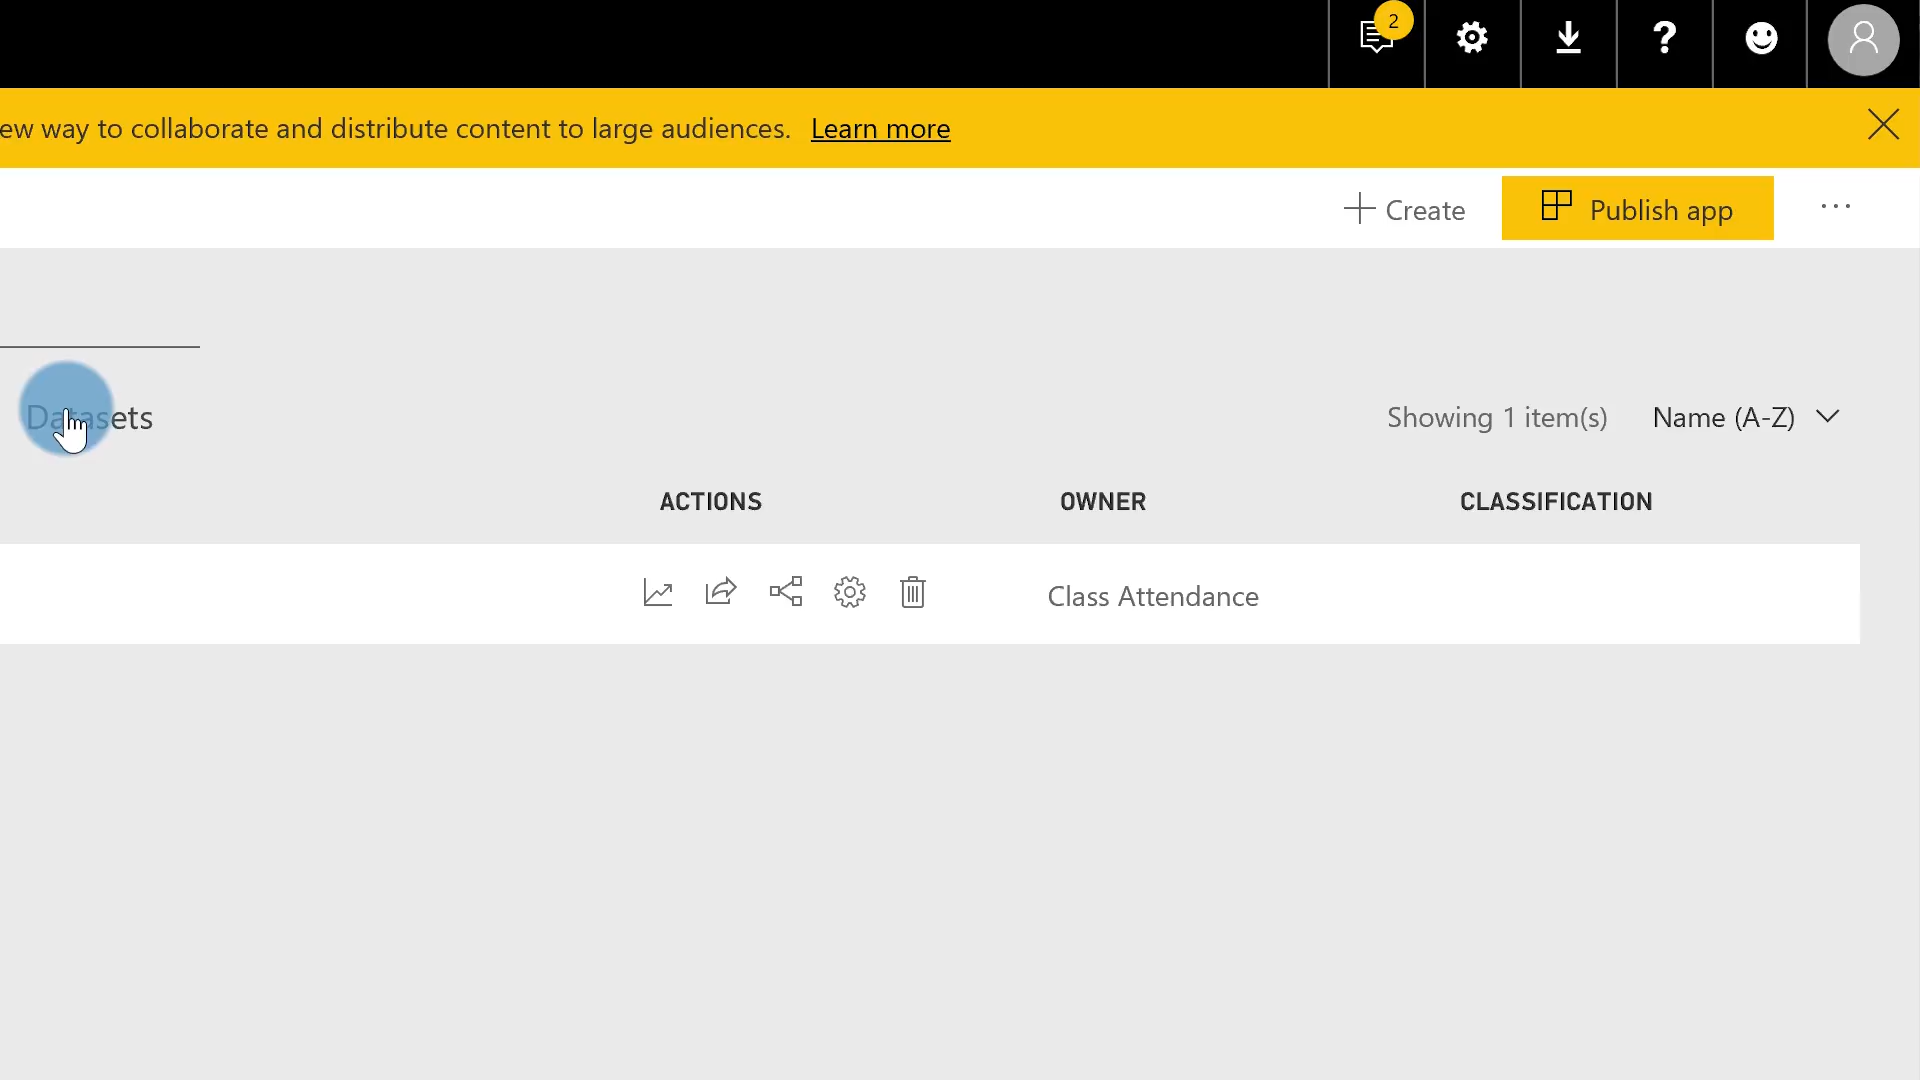 2
ew way to collaborate and distribute content to large audiences. Learn more
Create
Publish app
Datasets
Showing 1 item(s)
Name (A-Z)
ACTIONS
OWNER
CLASSIFICATION
Class Attendance